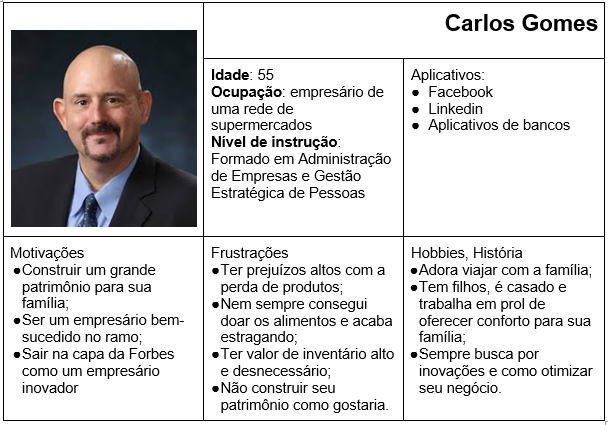 Carlos Gomes
Idade: 55
Ocupação: empresário de
uma rede de
supermercados
Nível de instrução:
Formado em Administração
de Empresas e Gestão
Estratégica de Pessoas
Aplicativos:
● Facebook
● Linkedin
● Aplicativos de bancos
Motivações
●Construir um grande
patrimônio para sua
família;
●Ser um empresário bem-
sucedido no ramo;
●Sair na capa da Forbes
como um empresário
inovador
Frustrações
●Ter prejuízos altos com a
perda de produtos;
●Nem sempre consegui
doar os alimentos e acaba
estragando;
●Ter valor de inventário alto
e desnecessário;
●Não construir seu
patrimônio como gostaria.
Hobbies, História
●Adora viajar com a família;
●Tem filhos, é casado e
trabalha em prol de
oferecer conforto para sua
família;
●Sempre busca por
inovações e como otimizar
seu negócio.